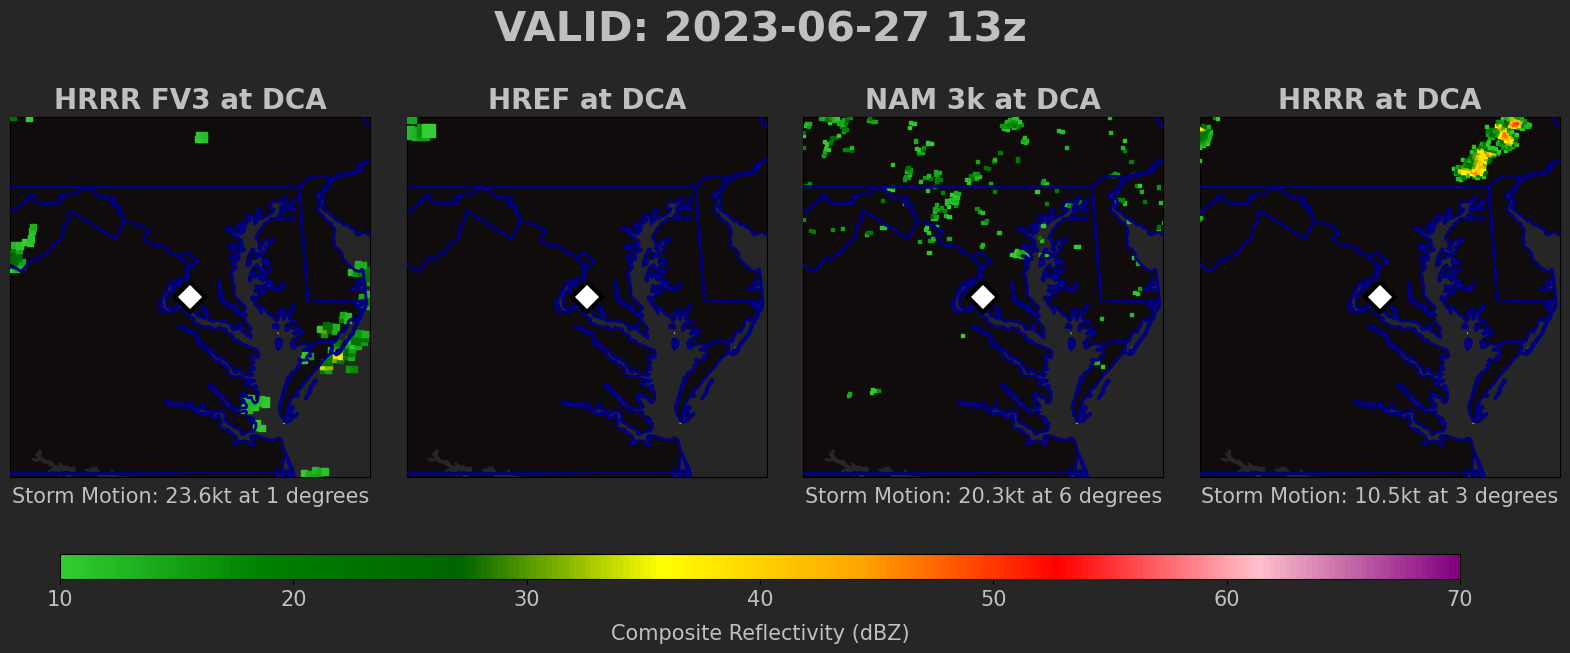 VALID: 2023-06-27 13z
HRRR FV3 at DCA
HREF at DCA
NAM 3k at DCA
HRRR at DCA
Storm Motion: 23.6kt at 1 degrees
Storm Motion: 20.3kt at 6 degrees
Storm Motion: 10.5kt at 3 degrees
10 20 30 40 50 60 70
Composite Reflectivity (dBZ)